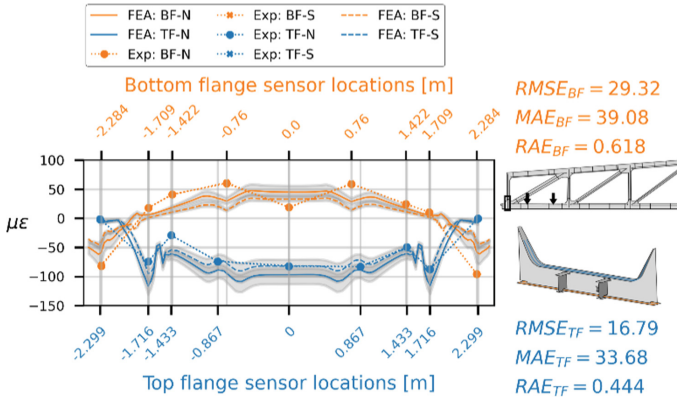 FEA: BF-N
FEA: TF-N
Exp: BF-N
Exp: BF-S
Exp: TF-N
Exp: TF-S
FEA: BF-S
FEA: TF-S
Bottom flange sensor locations [m]
-2.284
-1.709
-1.422
-0.76
0.0
0.76
1.422
1.709
2.284
RMSE_BF = 29.32
MAE_BF = 39.08
RAE_BF = 0.618
100
50
0
−50
−100
−150
με
-2.299
-1.716
-1.433
-0.867
0
0.867
1.433
1.716
2.299
Top flange sensor locations [m]
RMSE_TF = 16.79
MAE_TF = 33.68
RAE_TF = 0.444